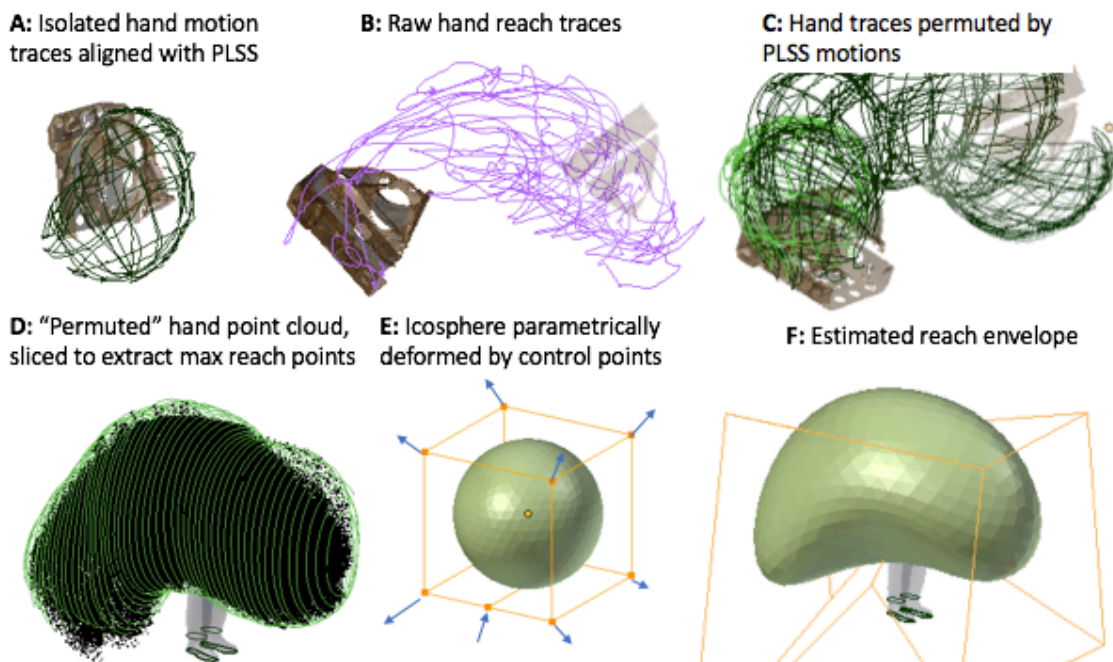 A: Isolated hand motion
traces aligned with PLSS
B: Raw hand reach traces
C: Hand traces permuted by
PLSS motions
D: “Permuted” hand point cloud,
sliced to extract max reach points
E: Icosphere parametrically
deformed by control points
F: Estimated reach envelope